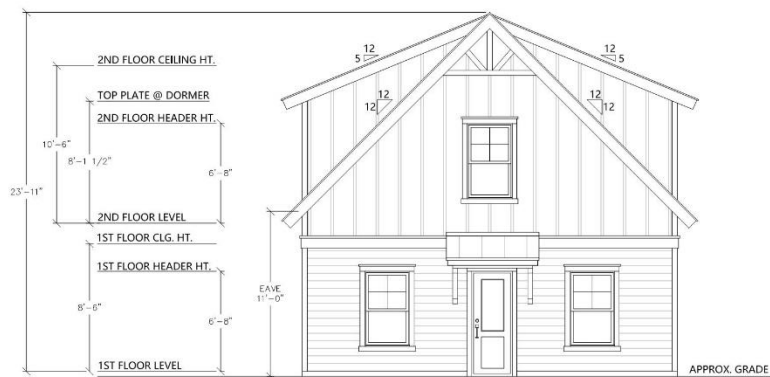 12
5
12
5
2ND FLOOR CEILING HT.
12
12
12
12
TOP PLATE @ DORMER
2ND FLOOR HEADER HT.
10'-6"
8'-1 1/2"
6'-8"
23'-11"
2ND FLOOR LEVEL
1ST FLOOR CLG. HT.
1ST FLOOR HEADER HT.
EAVE
11'-0"
8'-6"
6'-8"
1ST FLOOR LEVEL
APPROX. GRADE